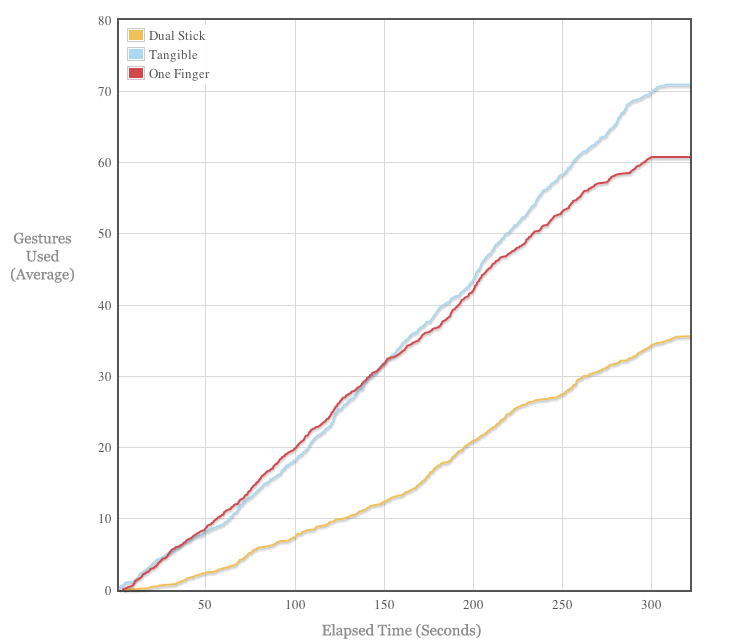 Dual Stick
Tangible
One Finger
Gestures
Used
(Average)
80
70
60
50
40
30
20
10
0
50 100 150 200 250 300
Elapsed Time (Seconds)